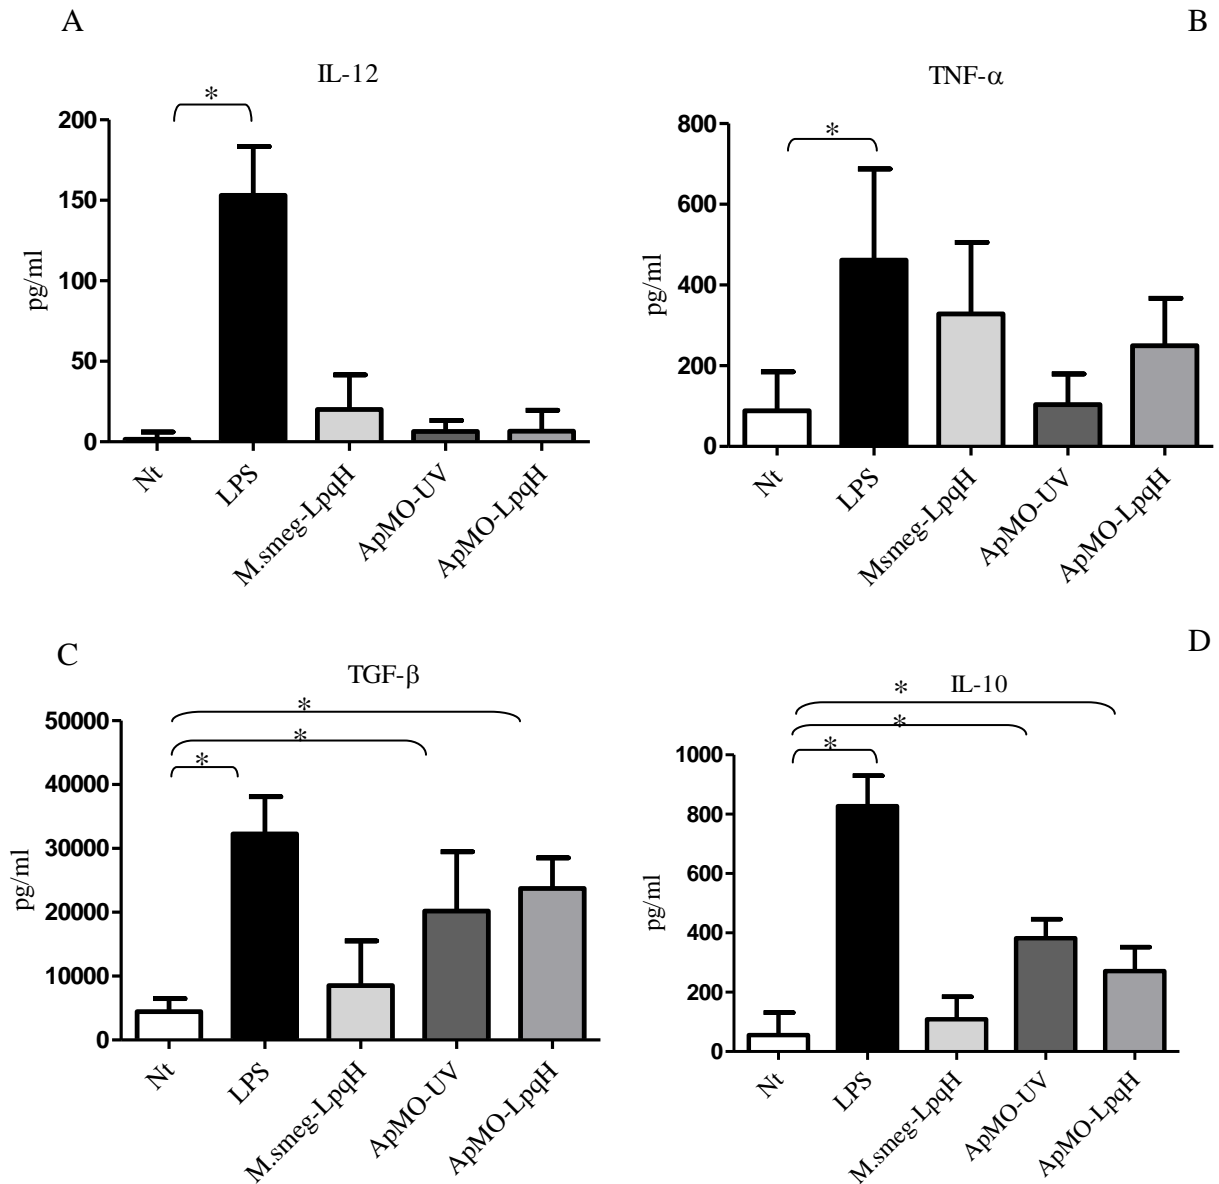 A
B
IL-12
*
200
150
100
50
0
pg/ml
Nt
LPS
M.smeg-LpqH
ApMO-UV
ApMO-LpqH
TNF-α
*
800
600
400
200
0
pg/ml
Nt
LPS
Msmeg-LpqH
ApMO-UV
ApMO-LpqH
C
TGF-β
*
*
*
50000
40000
30000
20000
10000
0
pg/ml
Nt
LPS
M.smeg-LpqH
ApMO-UV
ApMO-LpqH
D
* IL-10
*
*
1000
800
600
400
200
0
pg/ml
Nt
LPS
M.smeg-LpqH
ApMO-UV
ApMO-LpqH